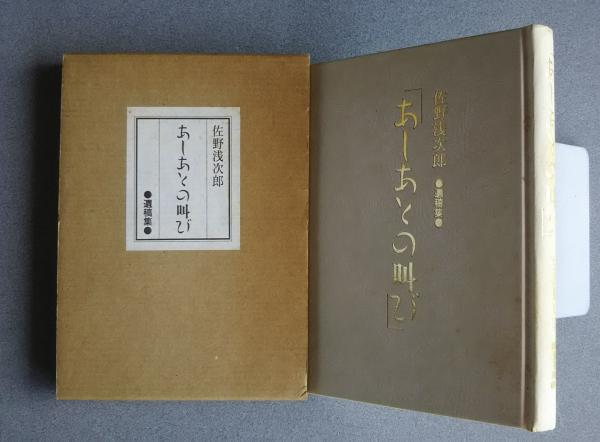 佐野浅次郎
あしあとの叫び
●遺稿集●
佐野浅次郎
●遺稿集●
「あしあとの叫び」